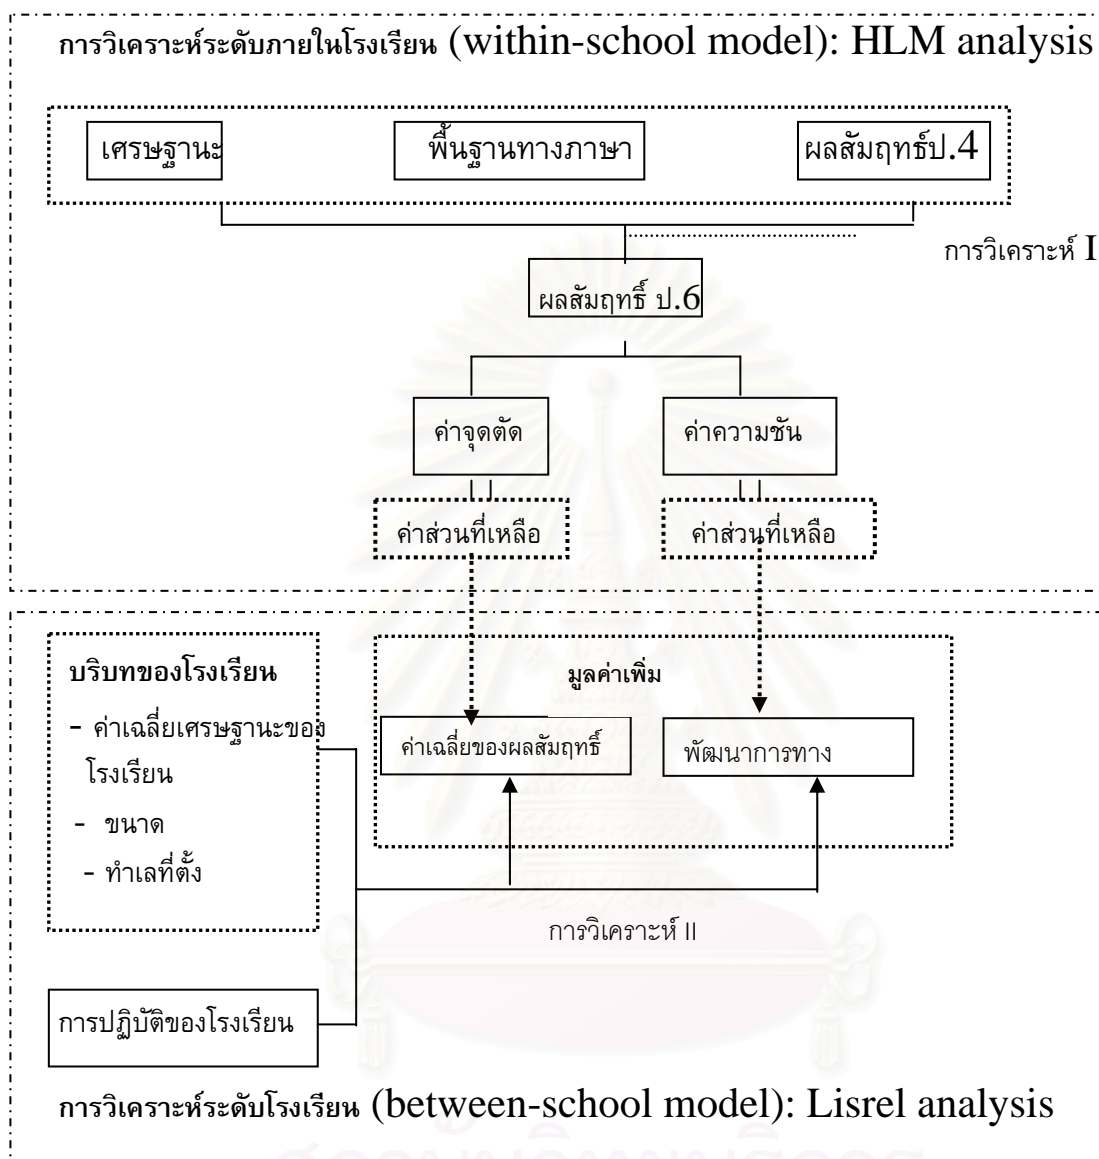 การวิเคราะห์ระดับภายในโรงเรียน (within-school model): HLM analysis
เศรษฐานะ พื้นฐานทางภาษา ผลสัมฤทธ์ป.4
การวิเคราะห์ I
ผลสัมฤทธิ์ ป.6
ค่าจุดตัด ค่าความชัน
ค่าส่วนที่เหลือ ค่าส่วนที่เหลือ
บริบทของโรงเรียน
- ค่าเฉลี่ยเศรษฐานะของ
โรงเรียน
- ขนาด
- ทำเลที่ตั้ง
มูลค่าเพิ่ม
ค่าเฉลี่ยของผลสัมฤทธิ์ พัฒนาการทาง
การวิเคราะห์ II
การปฏิบัติของโรงเรียน
การวิเคราะห์ระดับโรงเรียน (between-school model): Lisrel analysis